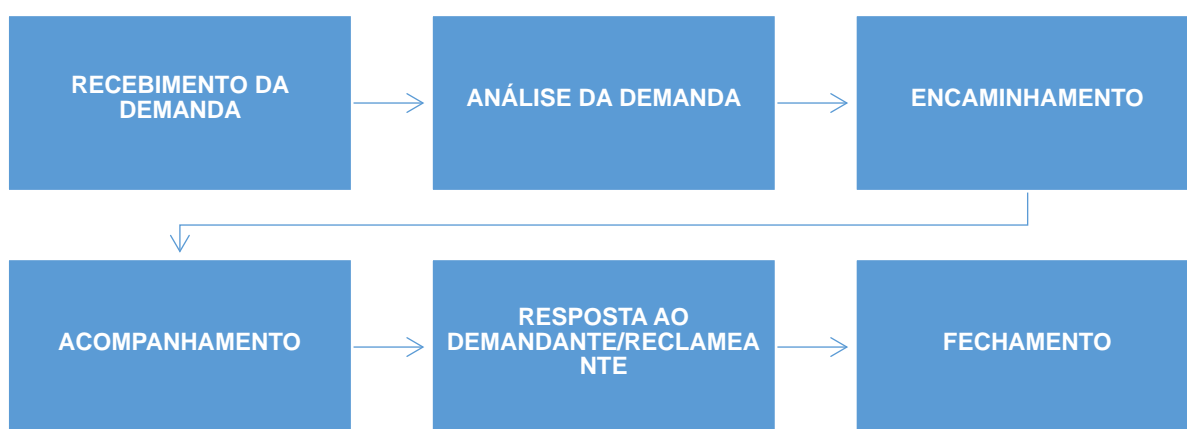 RECEBIMENTO DA
DEMANDA
ANÁLISE DA DEMANDA
ENCAMINHAMENTO
ACOMPANHAMENTO
RESPOSTA AO
DEMANDANTE/RECLAMEA
NTE
FECHAMENTO